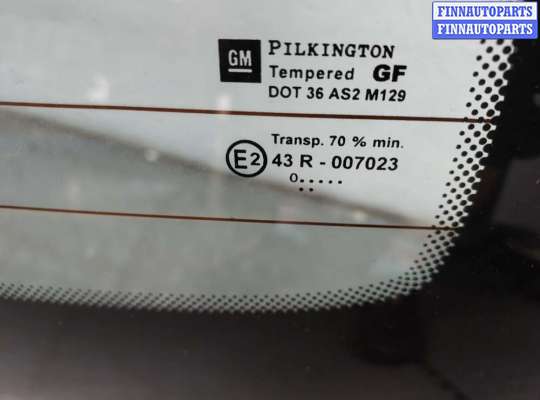 FINNAUTOPARTS
FINNAUTOPARTS
GM
PILKINGTON
Tempered GF
DOT 36 AS2 M129
Transp. 70 % min.
E2 43 R - 007023